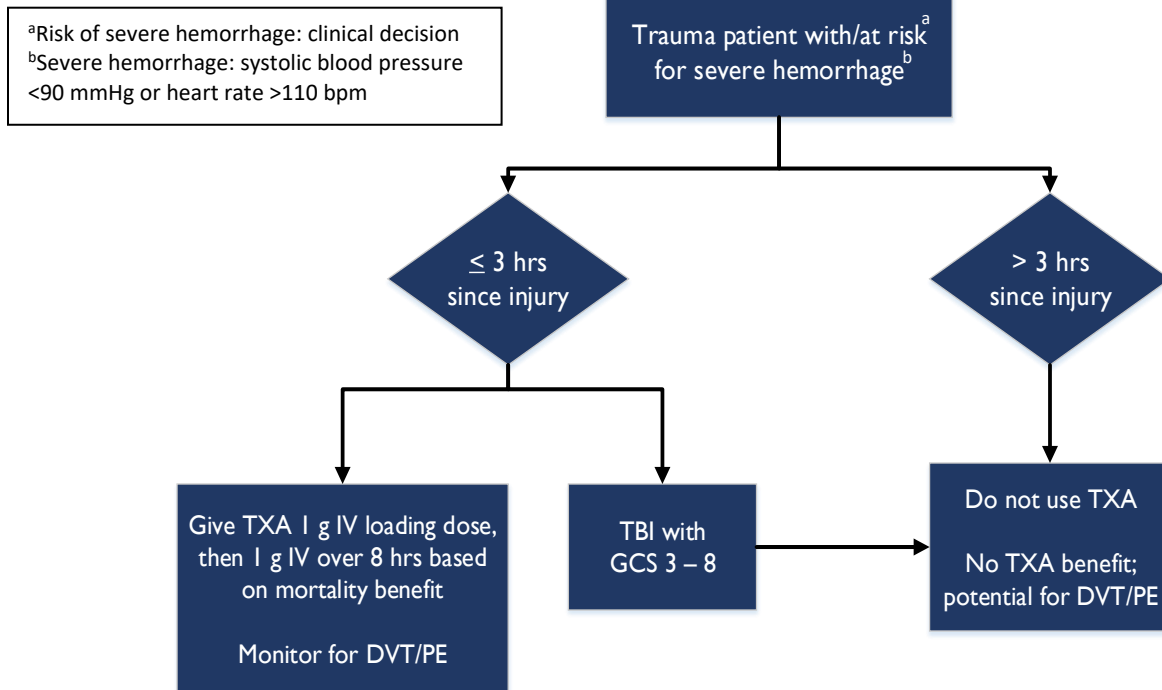 ᵃRisk of severe hemorrhage: clinical decision
ᵇSevere hemorrhage: systolic blood pressure
<90 mmHg or heart rate >110 bpm
Trauma patient with/at riskᵃ
for severe hemorrhageᵇ
≤ 3 hrs
since injury
> 3 hrs
since injury
Give TXA 1 g IV loading dose,
then 1 g IV over 8 hrs based
on mortality benefit
Monitor for DVT/PE
TBI with
GCS 3 – 8
Do not use TXA
No TXA benefit;
potential for DVT/PE